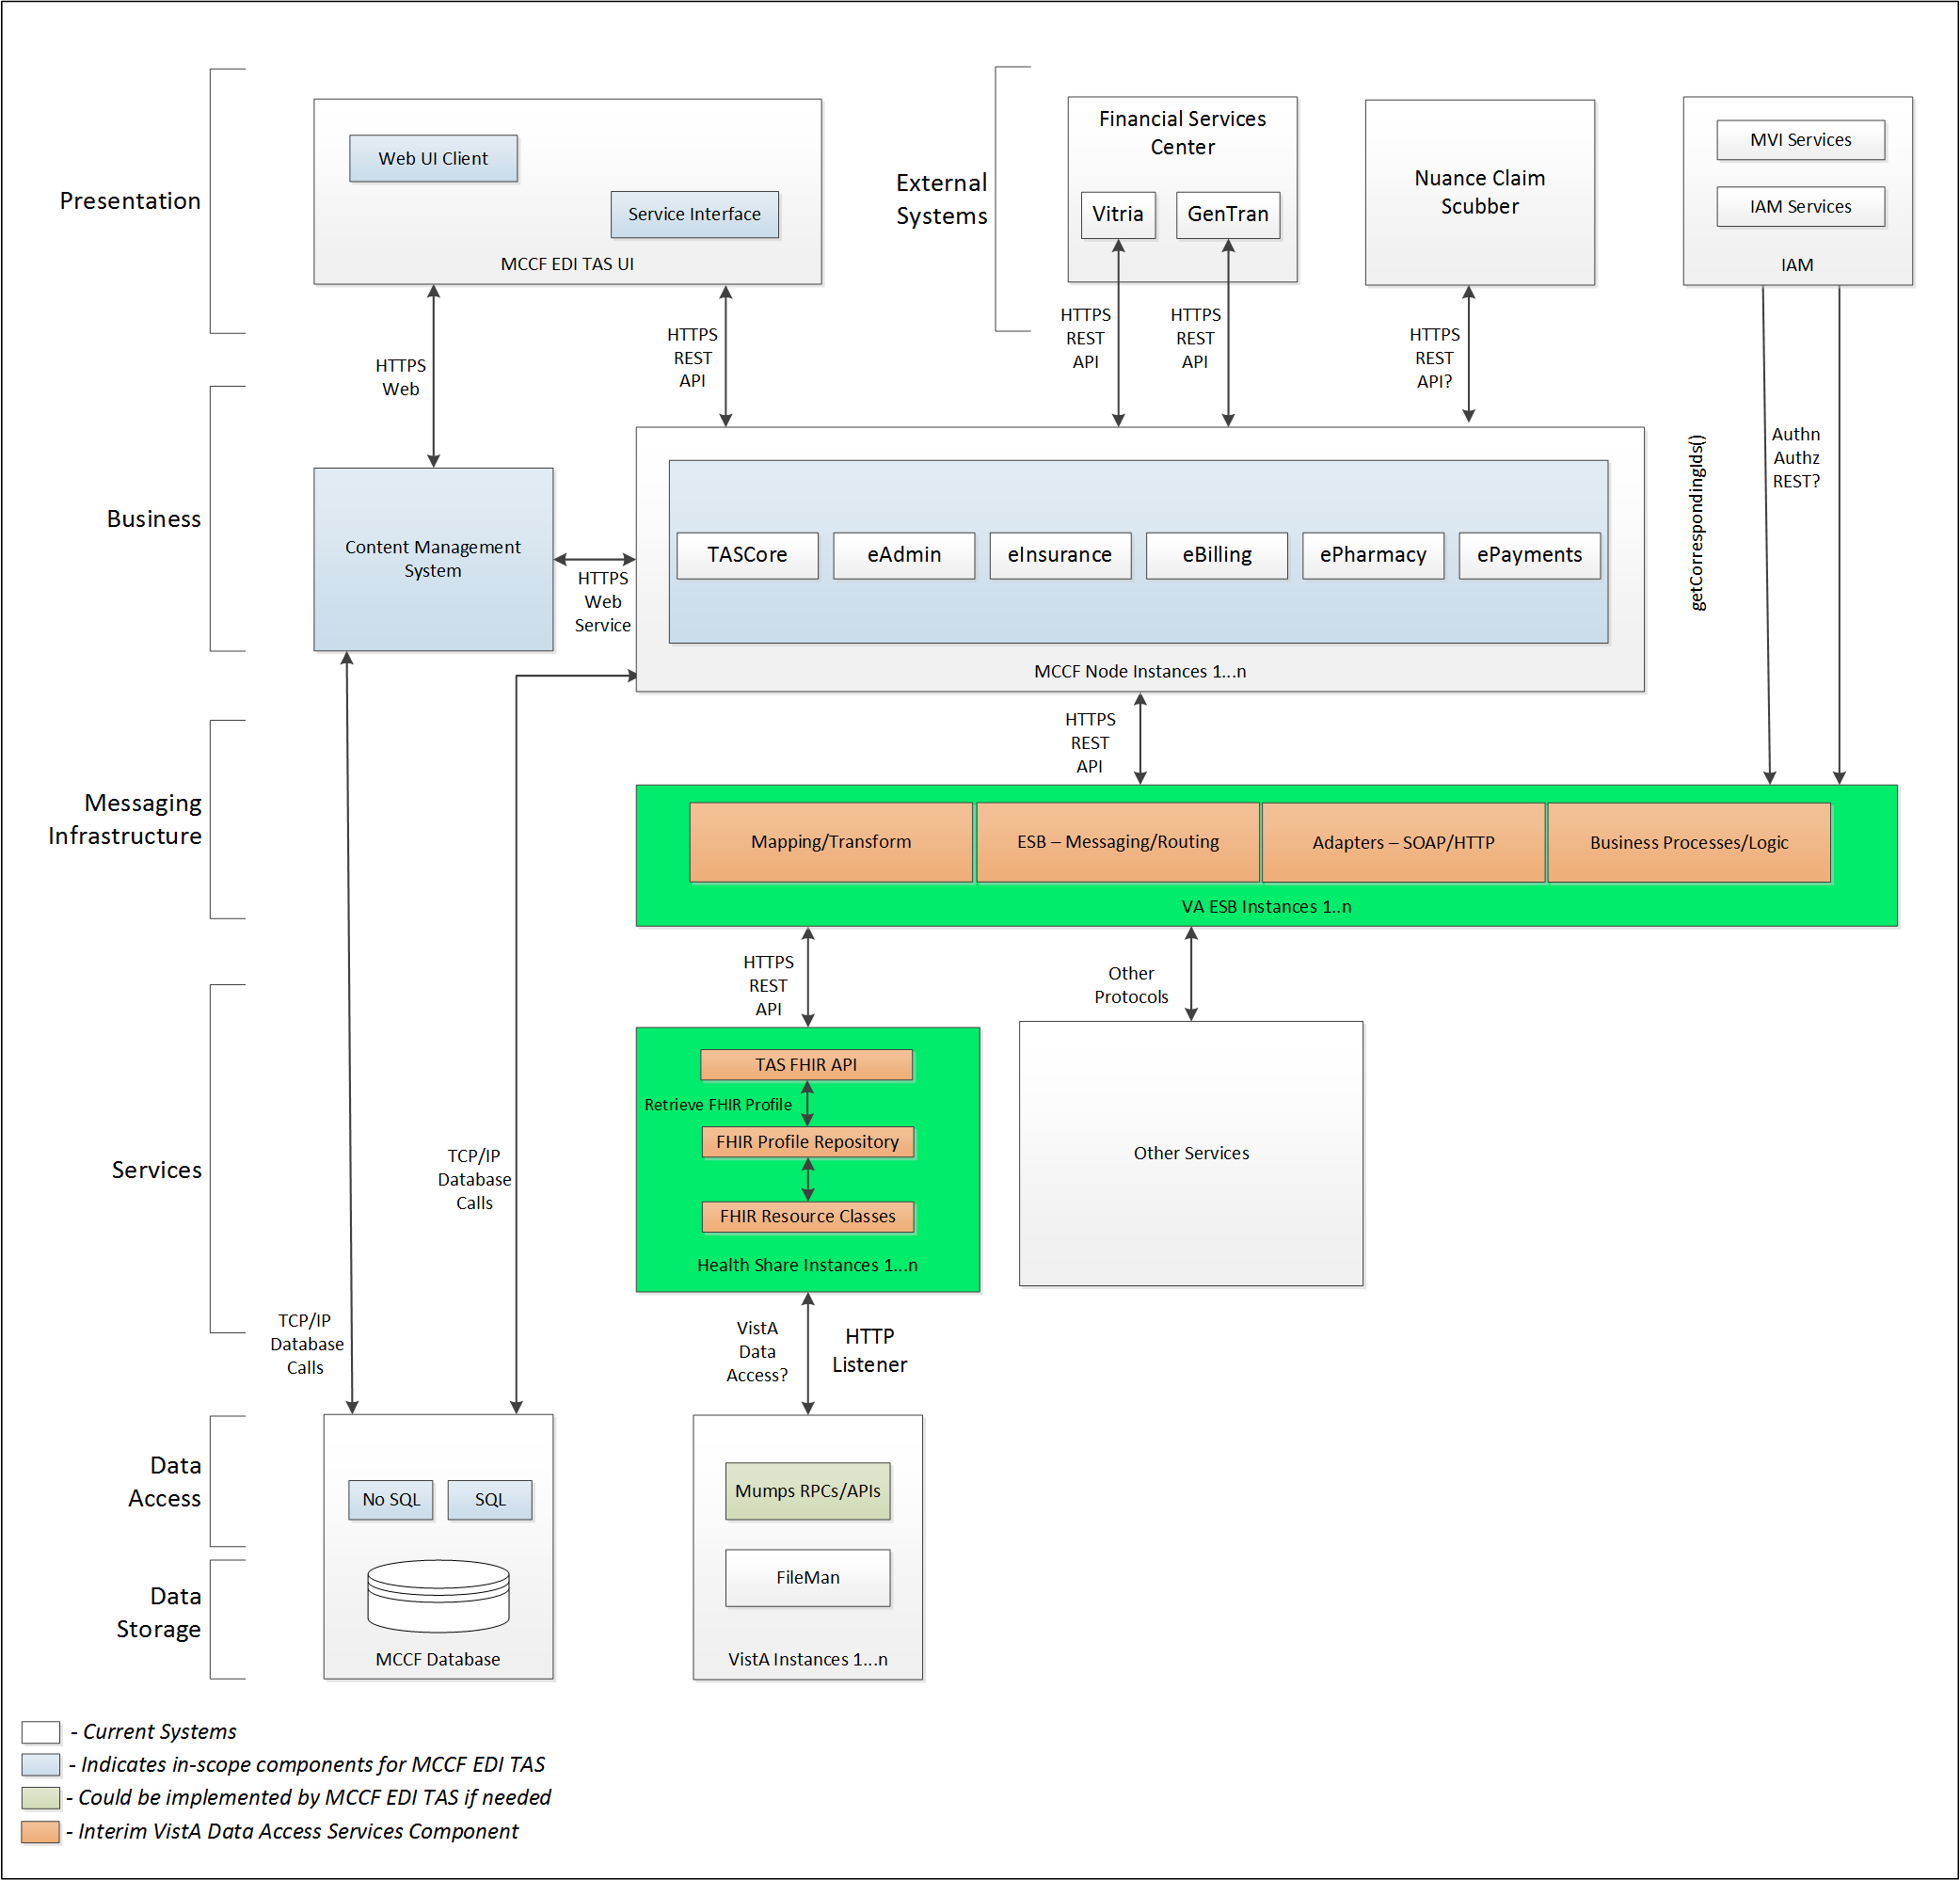 Presentation
Web UI Client
Service Interface
MCCF EDI TAS UI
External
Systems
Financial Services
Center
Vitria
GenTran
Nuance Claim
Scubber
MVI Services
IAM Services
IAM
HTTPS
Web
HTTPS
REST
API
HTTPS
REST
API
HTTPS
REST
API
HTTPS
REST
API?
getCorrespondingIds()
Authn
Authz
REST?
Business
Content Management
System
HTTPS
Web
Service
TASCore
eAdmin
eInsurance
eBilling
ePharmacy
ePayments
MCCF Node Instances 1...n
HTTPS
REST
API
Messaging
Infrastructure
Mapping/Transform
ESB – Messaging/Routing
Adapters – SOAP/HTTP
Business Processes/Logic
VA ESB Instances 1..n
HTTPS
REST
API
Other
Protocols
Services
TAS FHIR API
Retrieve FHIR Profile
FHIR Profile Repository
FHIR Resource Classes
Health Share Instances 1...n
Other Services
TCP/IP
Database
Calls
TCP/IP
Database
Calls
VistA
Data
Access?
HTTP
Listener
Data
Access
No SQL
SQL
Mumps RPCs/APIs
FileMan
Data
Storage
MCCF Database
VistA Instances 1...n
- Current Systems
- Indicates in-scope components for MCCF EDI TAS
- Could be implemented by MCCF EDI TAS if needed
- Interim VistA Data Access Services Component